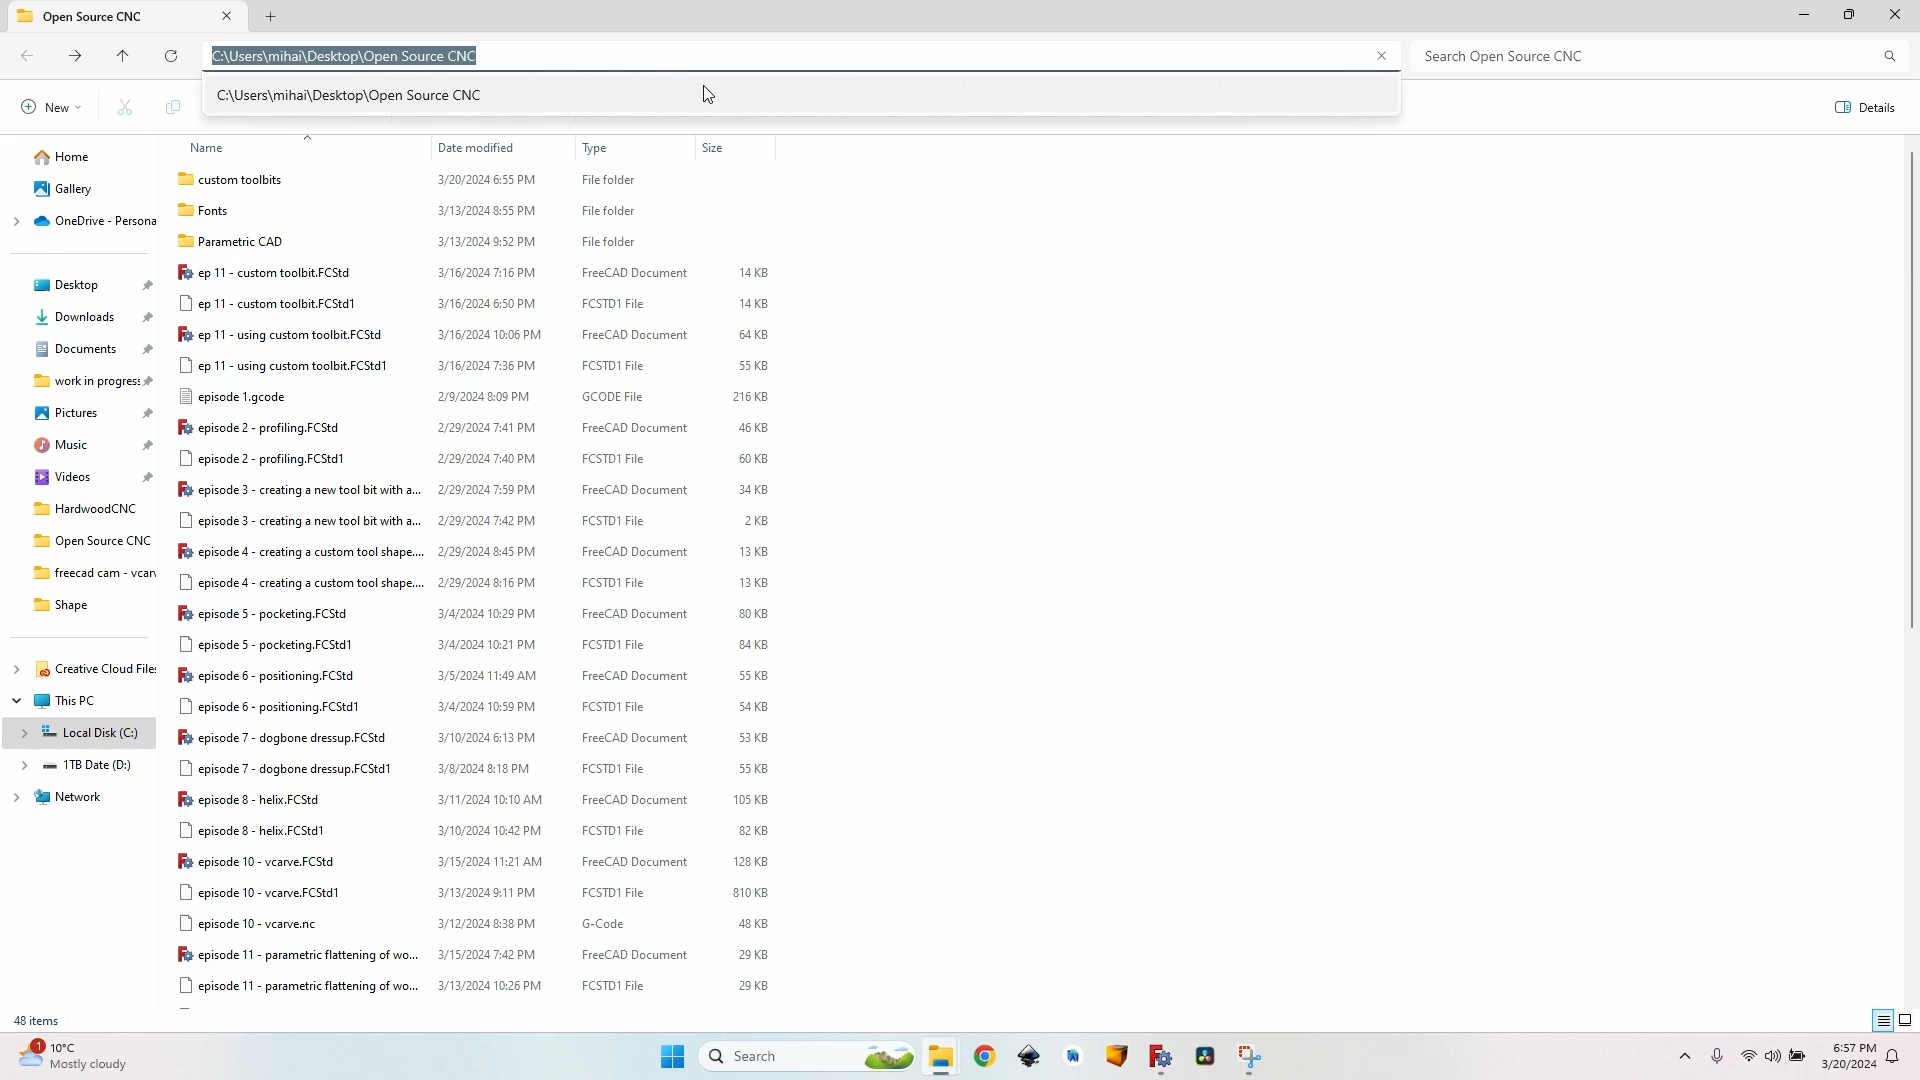 Open Source CNC
C:\Users\mihai\Desktop\Open Source CNC
Search Open Source CNC
C:\Users\mihai\Desktop\Open Source CNC
New
Details
Name Date modified Type Size
Home
Gallery
OneDrive - Persona
Desktop
Downloads
Documents
work in progress
Pictures
Music
Videos
HardwoodCNC
Open Source CNC
freecad cam - vcarv
Shape
Creative Cloud Files
This PC
Local Disk (C:)
1TB Date (D:)
Network
custom toolbits 3/20/2024 6:55 PM File folder
Fonts 3/13/2024 8:55 PM File folder
Parametric CAD 3/13/2024 9:52 PM File folder
ep 11 - custom toolbit.FCStd 3/16/2024 7:16 PM FreeCAD Document 14 KB
ep 11 - custom toolbit.FCStd1 3/16/2024 6:50 PM FCSTD1 File 14 KB
ep 11 - using custom toolbit.FCStd 3/16/2024 10:06 PM FreeCAD Document 64 KB
ep 11 - using custom toolbit.FCStd1 3/16/2024 7:36 PM FCSTD1 File 55 KB
episode 1.gcode 2/9/2024 8:09 PM GCODE File 216 KB
episode 2 - profiling.FCStd 2/29/2024 7:41 PM FreeCAD Document 46 KB
episode 2 - profiling.FCStd1 2/29/2024 7:40 PM FCSTD1 File 60 KB
episode 3 - creating a new tool bit with a... 2/29/2024 7:59 PM FreeCAD Document 34 KB
episode 3 - creating a new tool bit with a... 2/29/2024 7:42 PM FCSTD1 File 2 KB
episode 4 - creating a custom tool shape.... 2/29/2024 8:45 PM FreeCAD Document 13 KB
episode 4 - creating a custom tool shape.... 2/29/2024 8:16 PM FCSTD1 File 13 KB
episode 5 - pocketing.FCStd 3/4/2024 10:29 PM FreeCAD Document 80 KB
episode 5 - pocketing.FCStd1 3/4/2024 10:21 PM FCSTD1 File 84 KB
episode 6 - positioning.FCStd 3/5/2024 11:49 AM FreeCAD Document 55 KB
episode 6 - positioning.FCStd1 3/4/2024 10:59 PM FCSTD1 File 54 KB
episode 7 - dogbone dressup.FCStd 3/10/2024 6:13 PM FreeCAD Document 53 KB
episode 7 - dogbone dressup.FCStd1 3/8/2024 8:18 PM FCSTD1 File 55 KB
episode 8 - helix.FCStd 3/11/2024 10:10 AM FreeCAD Document 105 KB
episode 8 - helix.FCStd1 3/10/2024 10:42 PM FCSTD1 File 82 KB
episode 10 - vcarve.FCStd 3/15/2024 11:21 AM FreeCAD Document 128 KB
episode 10 - vcarve.FCStd1 3/13/2024 9:11 PM FCSTD1 File 810 KB
episode 10 - vcarve.nc 3/12/2024 8:38 PM G-Code 48 KB
episode 11 - parametric flattening of wo... 3/15/2024 7:42 PM FreeCAD Document 29 KB
episode 11 - parametric flattening of wo... 3/13/2024 10:26 PM FCSTD1 File 29 KB
48 items
1
10°C
Mostly cloudy
Search
6:57 PM
3/20/2024